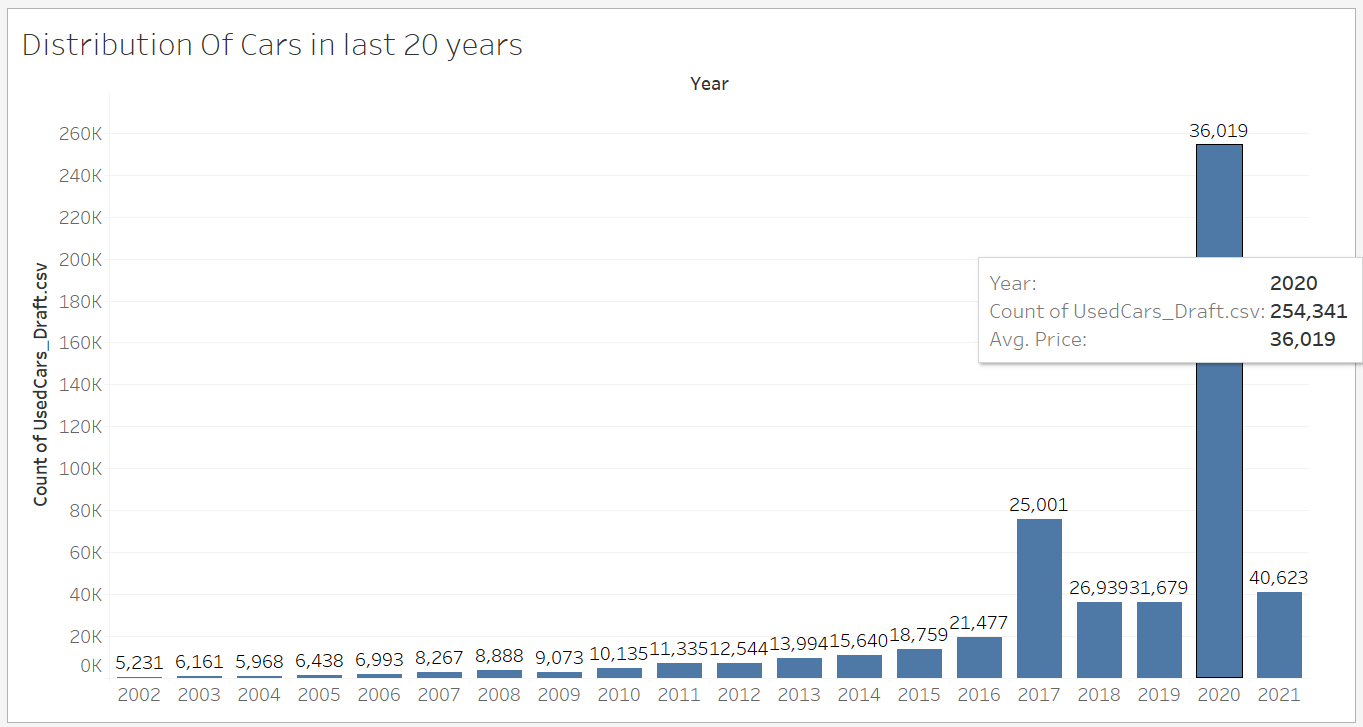 Distribution Of Cars in last 20 years
Year
Count of UsedCars_Draft.csv
260K
240K
220K
200K
180K
160K
140K
120K
100K
80K
60K
40K
20K
0K
5,231 6,161 5,968 6,438 6,993 8,267 8,888 9,073 10,135 11,335 12,544 13,994 15,640 18,759 21,477 25,001 26,939 31,679 36,019 40,623
Year: 2020
Count of UsedCars_Draft.csv: 254,341
Avg. Price: 36,019
2002 2003 2004 2005 2006 2007 2008 2009 2010 2011 2012 2013 2014 2015 2016 2017 2018 2019 2020 2021